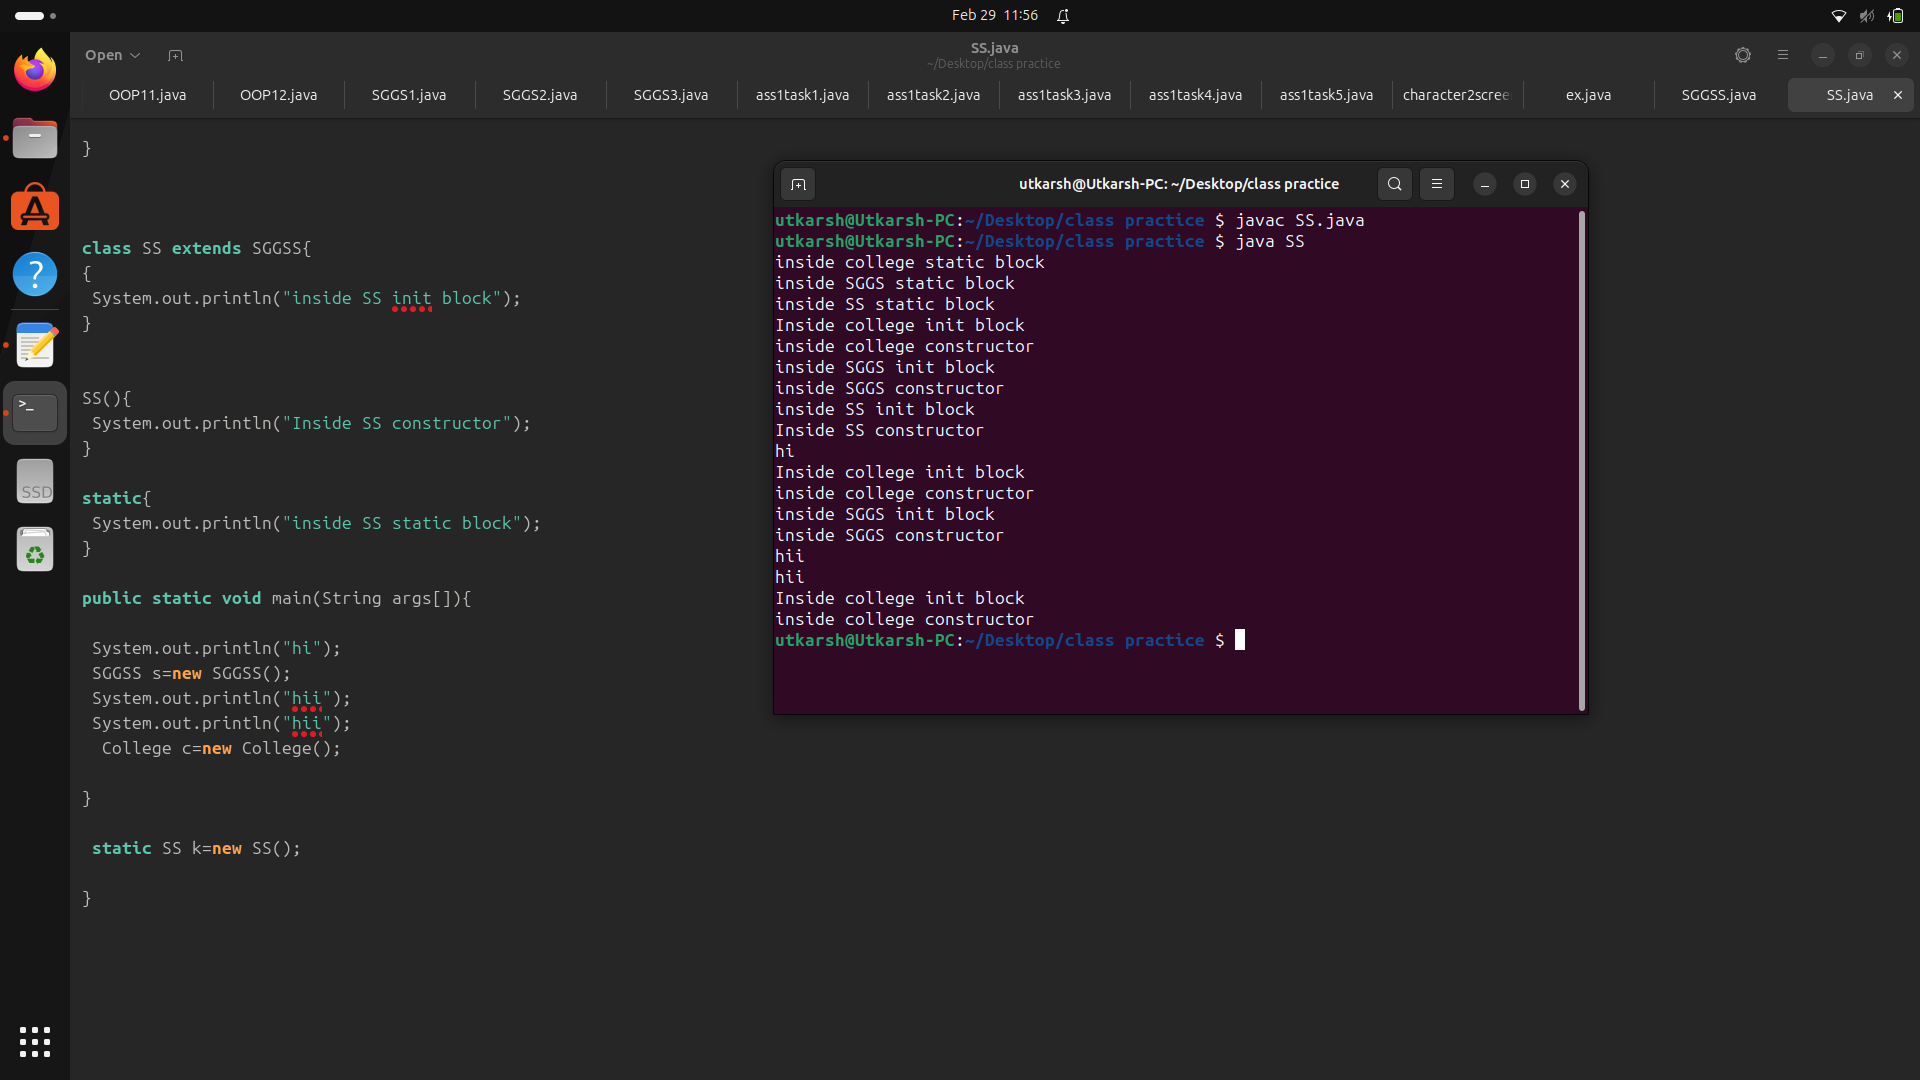 Feb 29 11:56
Open
SS.java
~/Desktop/class practice
OOP11.java
OOP12.java
SGGS1.java
SGGS2.java
SGGS3.java
ass1task1.java
ass1task2.java
ass1task3.java
ass1task4.java
ass1task5.java
character2scree
ex.java
SGGSS.java
SS.java
}
class SS extends SGGSS{
{
System.out.println("inside SS init block");
}
SS(){
System.out.println("Inside SS constructor");
}
static{
System.out.println("inside SS static block");
}
public static void main(String args[]){
System.out.println("hi");
SGGSS s=new SGGSS();
System.out.println("hii");
System.out.println("hii");
College c=new College();
}
static SS k=new SS();
}
utkarsh@Utkarsh-PC: ~/Desktop/class practice
utkarsh@Utkarsh-PC:~/Desktop/class practice $ javac SS.java
utkarsh@Utkarsh-PC:~/Desktop/class practice $ java SS
inside college static block
inside SGGS static block
inside SS static block
Inside college init block
inside college constructor
inside SGGS init block
inside SGGS constructor
inside SS init block
Inside SS constructor
hi
Inside college init block
inside college constructor
inside SGGS init block
inside SGGS constructor
hii
hii
Inside college init block
inside college constructor
utkarsh@Utkarsh-PC:~/Desktop/class practice $
SSD